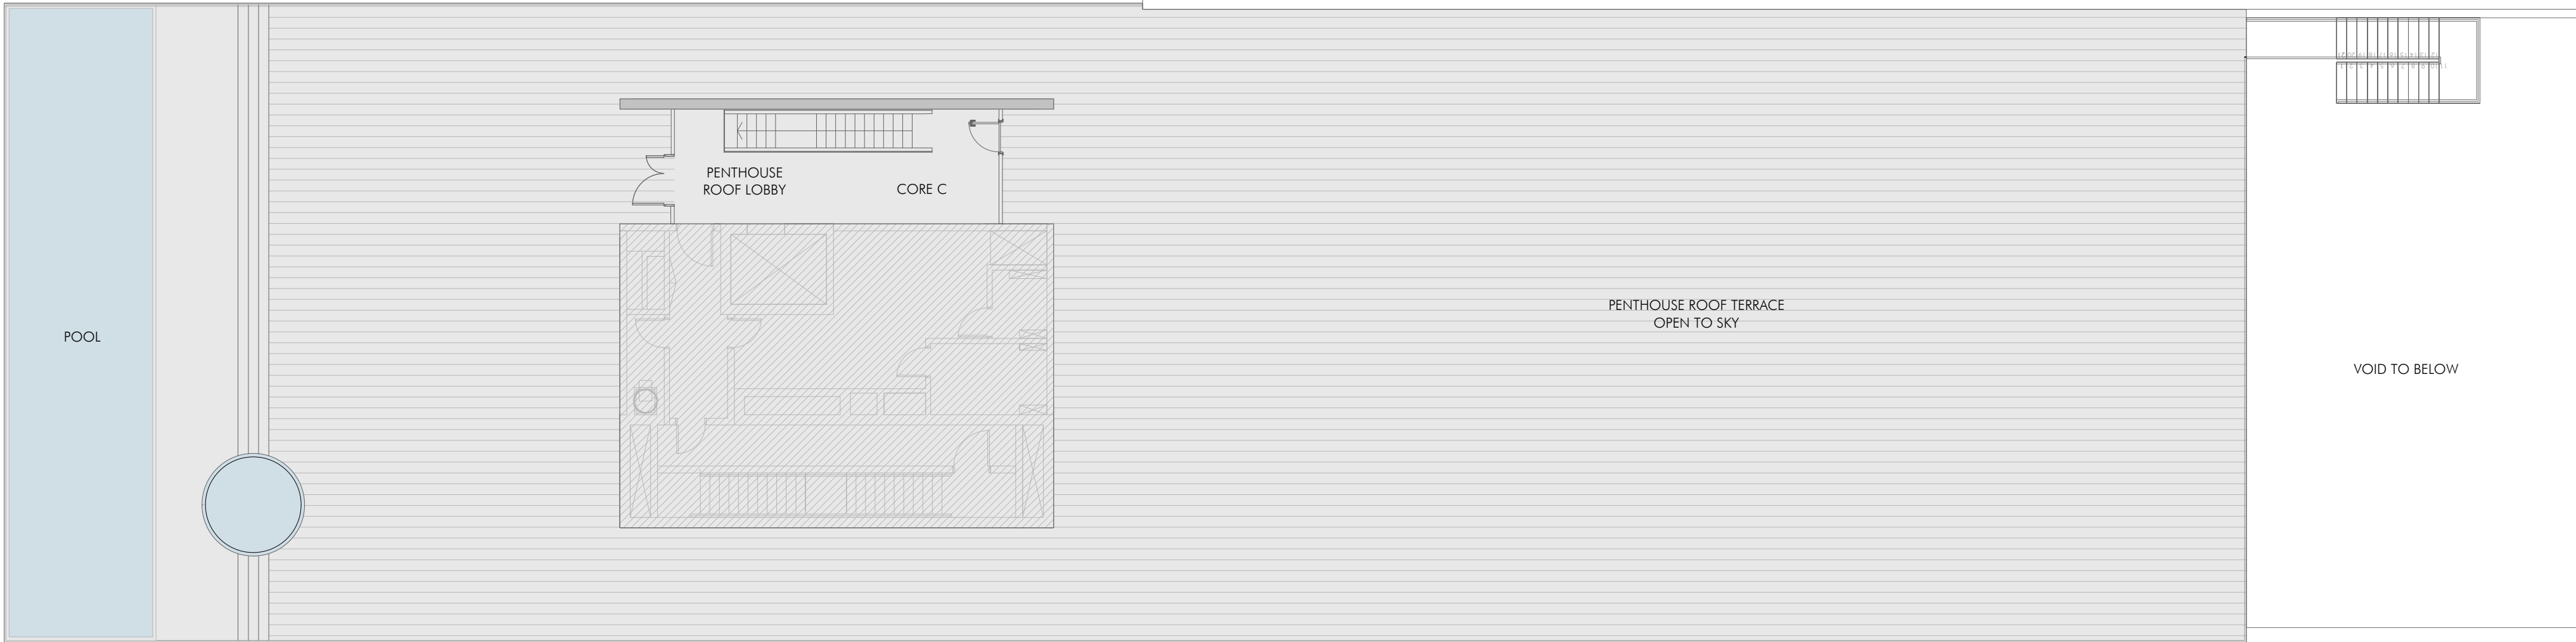 POOL
PENTHOUSE
ROOF LOBBY
CORE C
PENTHOUSE ROOF TERRACE
OPEN TO SKY
VOID TO BELOW